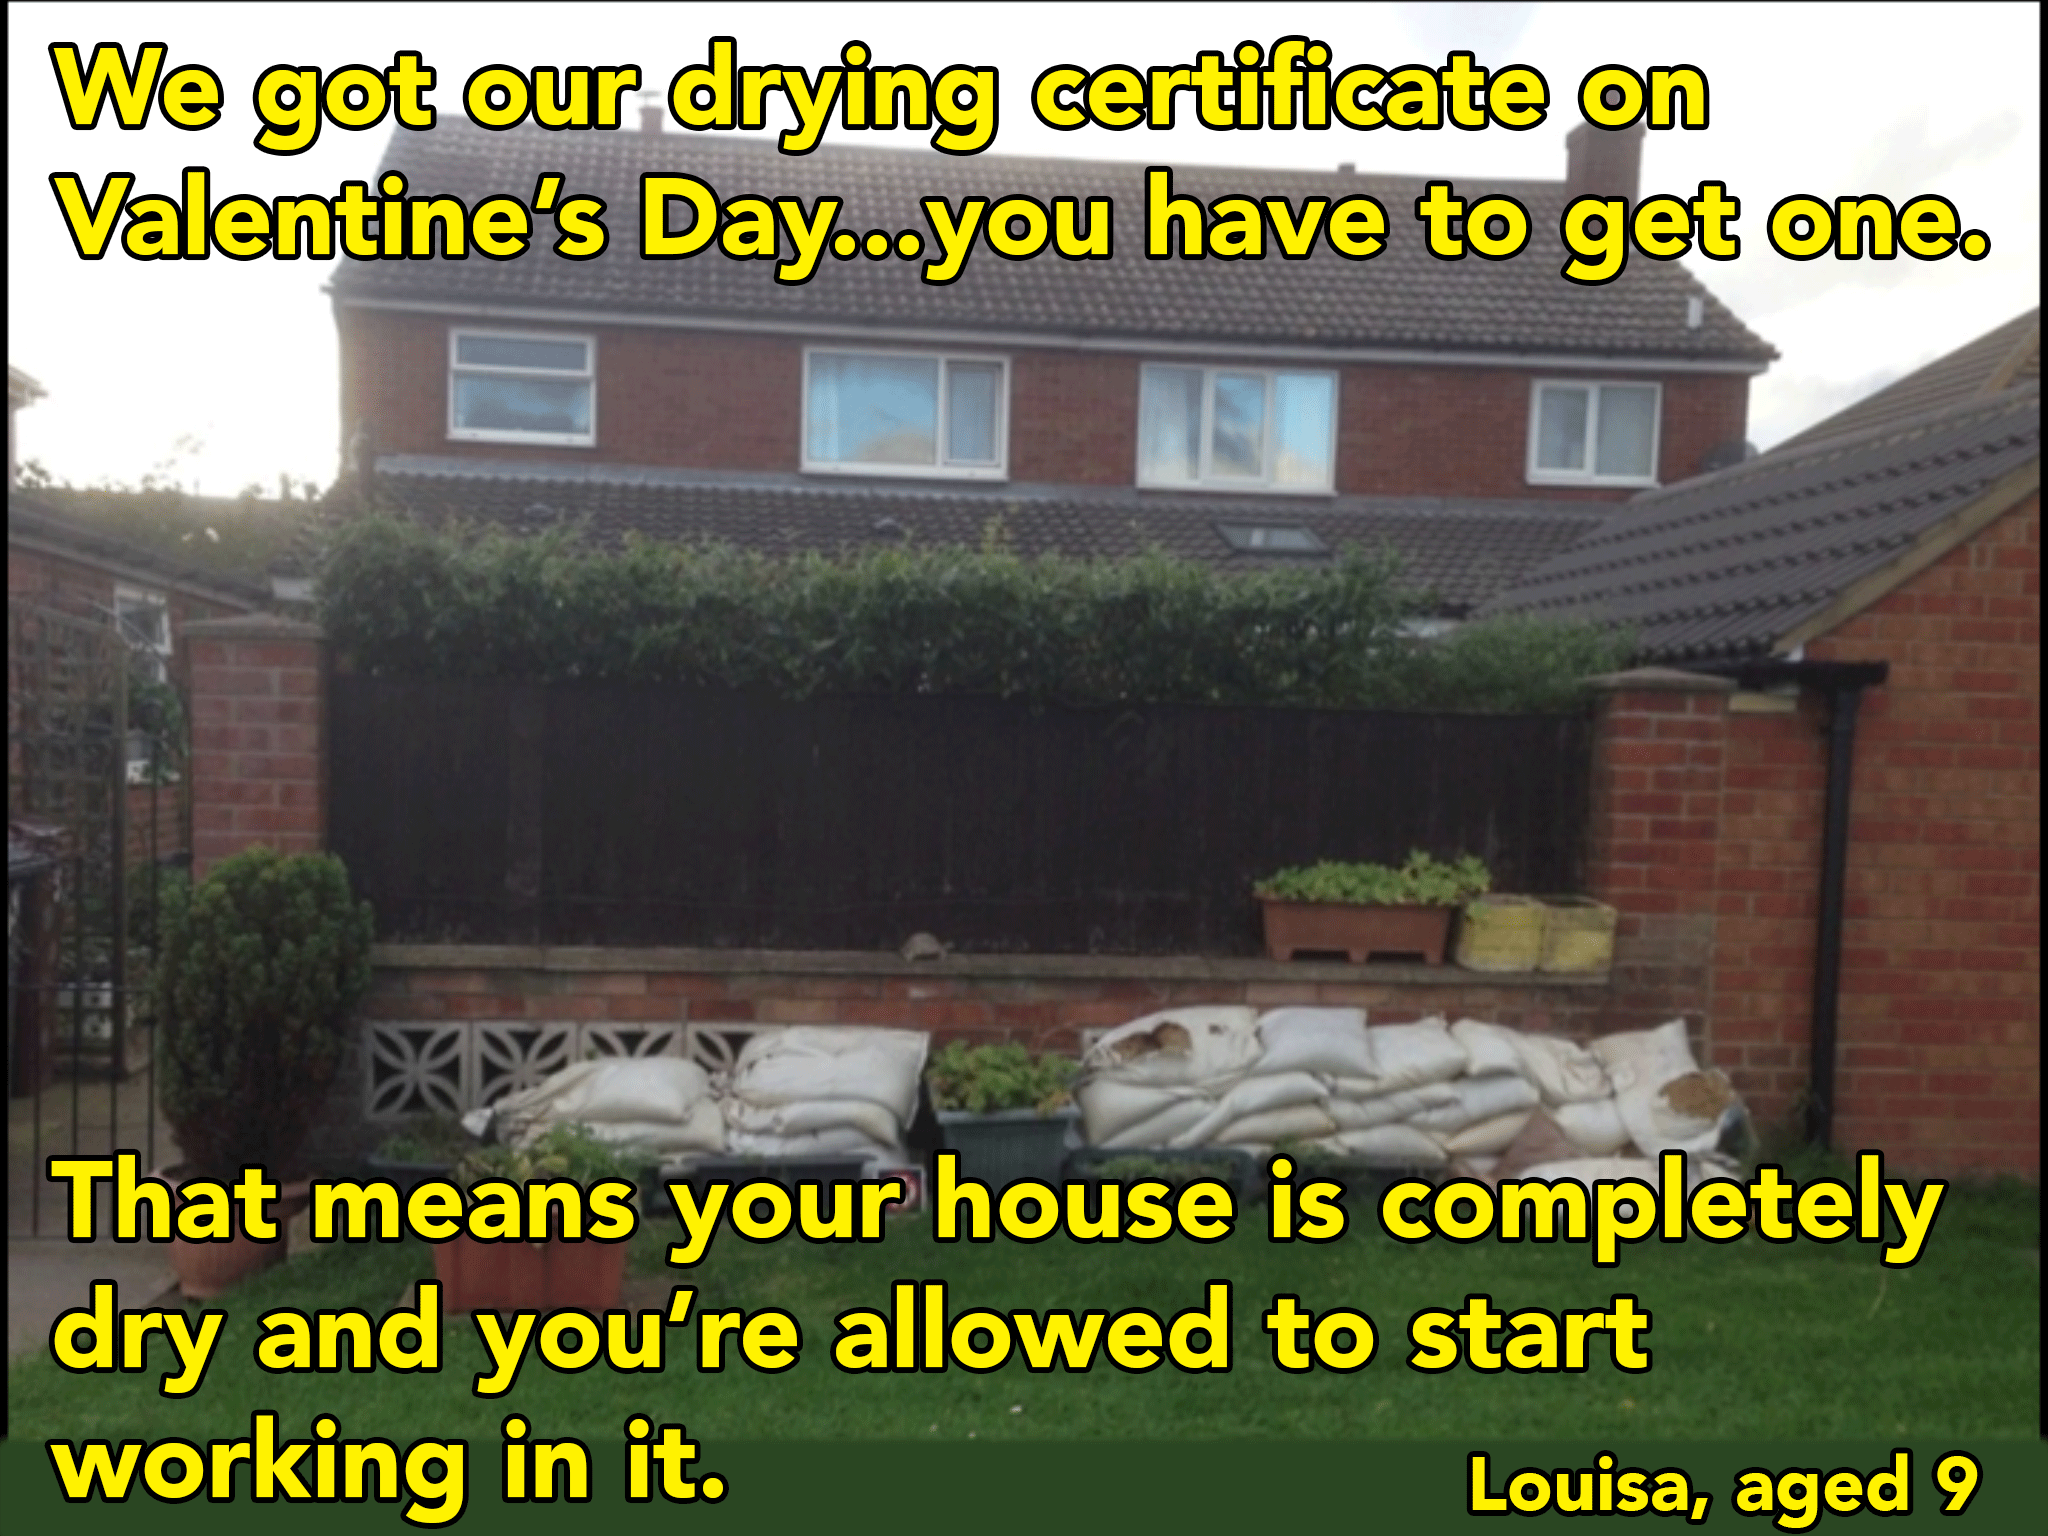 We got our drying certificate on
Valentine’s Day...you have to get one.
That means your house is completely
dry and you’re allowed to start
working in it.
Louisa, aged 9